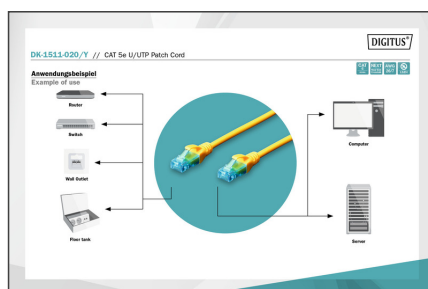 DIGITUS®
DK-1511-020/Y // CAT 5e U/UTP Patch Cord
Anwendungsbeispiel
Example of use
Router
Switch
Wall Outlet
Floor tank
Computer
Server